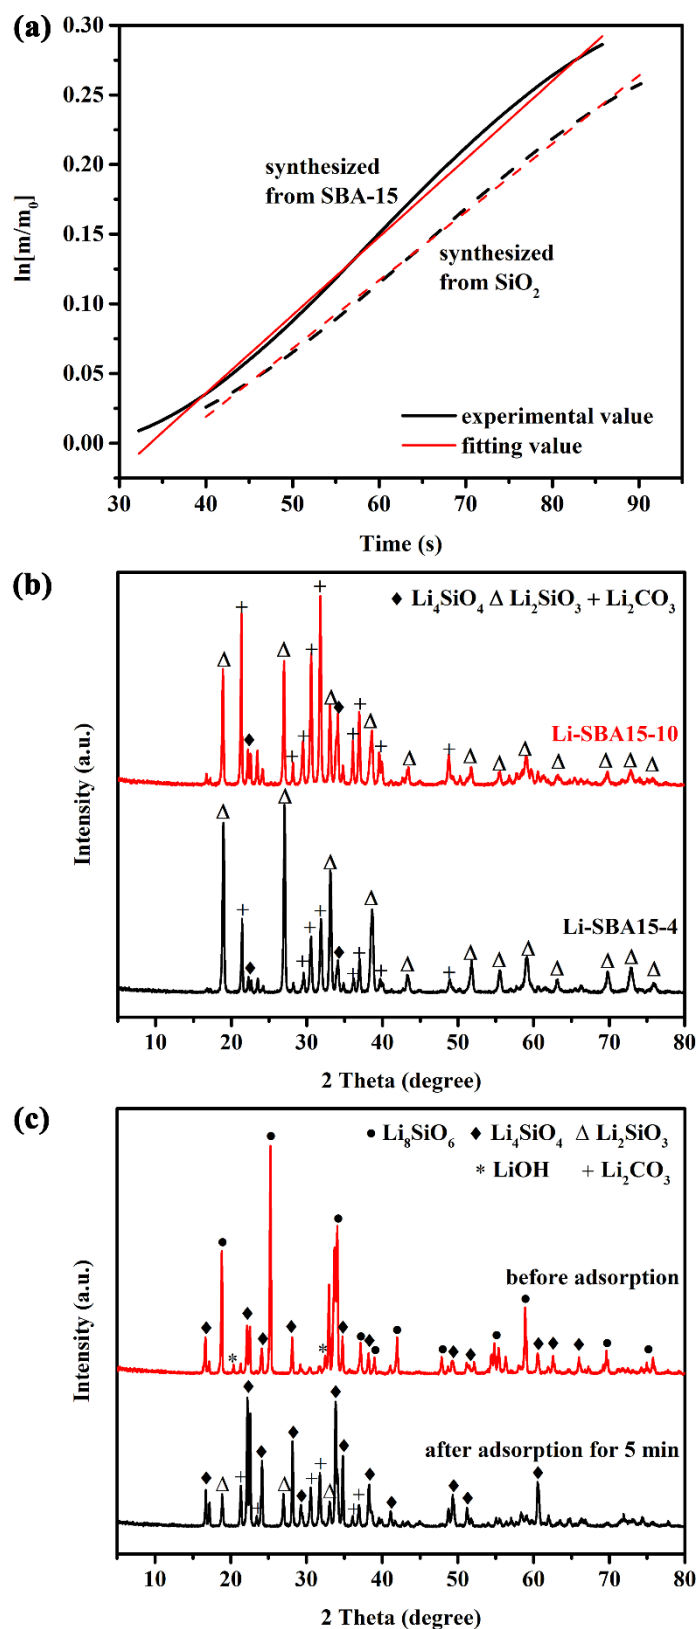 (a)
0.30
0.25
0.20
0.15
0.10
0.05
0.00
ln[m/m₀]
synthesized
from SBA-15
synthesized
from SiO₂
experimental value
fitting value
30 40 50 60 70 80 90
Time (s)
(b)
♦ Li₄SiO₄ Δ Li₂SiO₃ + Li₂CO₃
Li-SBA15-10
Li-SBA15-4
Intensity (a.u.)
10 20 30 40 50 60 70 80
2 Theta (degree)
(c)
● Li₈SiO₆ ♦ Li₄SiO₄ Δ Li₂SiO₃
* LiOH + Li₂CO₃
before adsorption
after adsorption for 5 min
Intensity (a.u.)
10 20 30 40 50 60 70 80
2 Theta (degree)